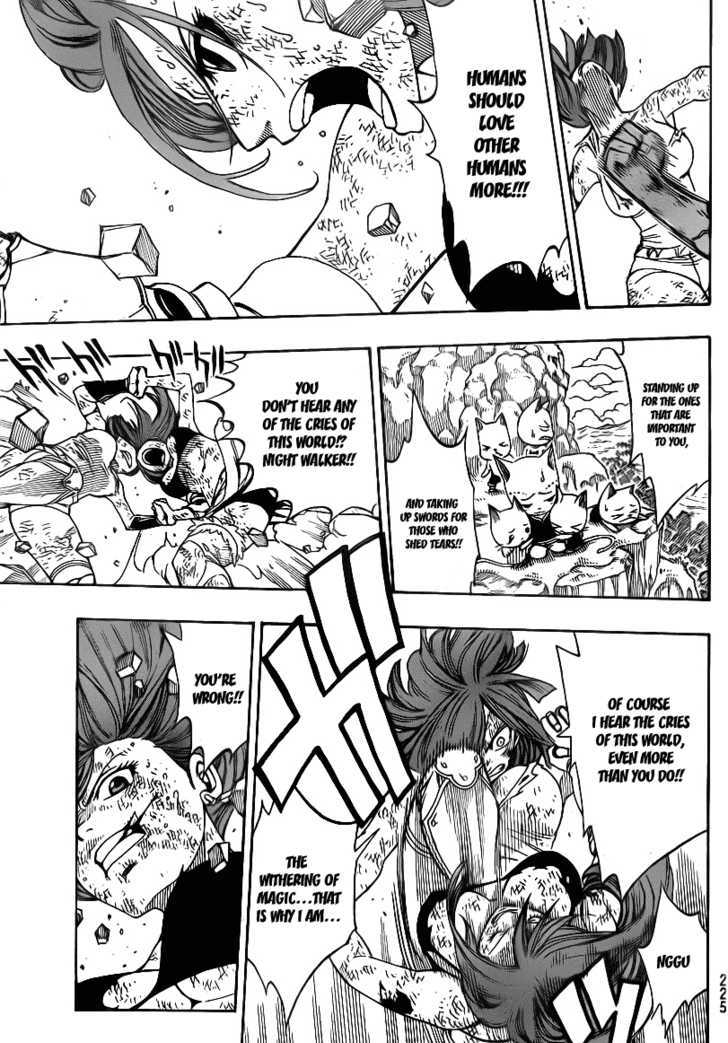 HUMANS
SHOULD
LOVE
OTHER
HUMANS
MORE!!!
STANDING UP
FOR THE ONES
THAT ARE
IMPORTANT
TO YOU,
AND TAKING
UP SWORDS FOR
THOSE WHO
SHED TEARS!!
YOU
DON'T HEAR ANY
OF THE CRIES OF
THIS WORLD!?
NIGHT WALKER!!
OF COURSE
I HEAR THE CRIES
OF THIS WORLD,
EVEN MORE
THAN YOU DO!!
THE
WITHERING OF
MAGIC...THAT
IS WHY I AM...
NGGU
YOU'RE
WRONG!!
225